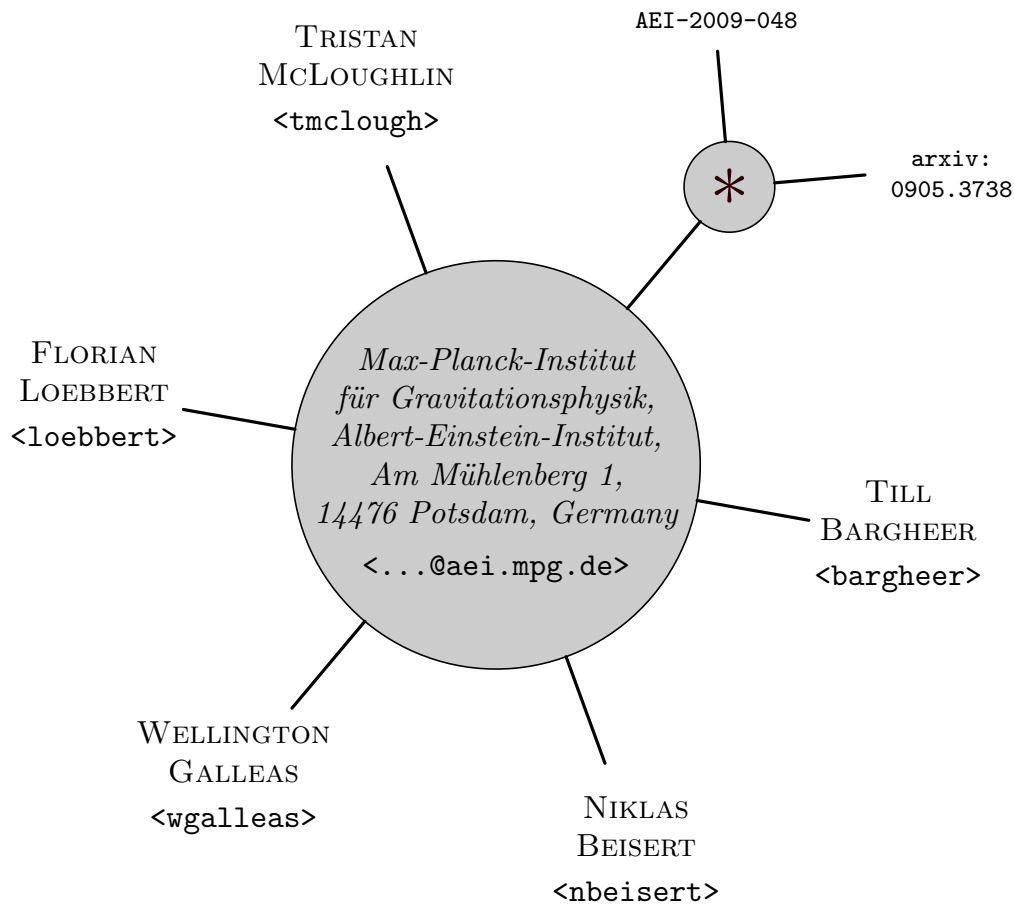 AEI-2009-048
TRISTAN
MCLOUGHLIN
<tmclough>
arxiv:
0905.3738
*
FLORIAN
LOEBBERT
<loebbert>
Max-Planck-Institut
für Gravitationsphysik,
Albert-Einstein-Institut,
Am Mühlenberg 1,
14476 Potsdam, Germany
<...@aei.mpg.de>
TILL
BARGHEER
<bargheer>
WELLINGTON
GALLEAS
<wgalleas>
NIKLAS
BEISERT
<nbeisert>